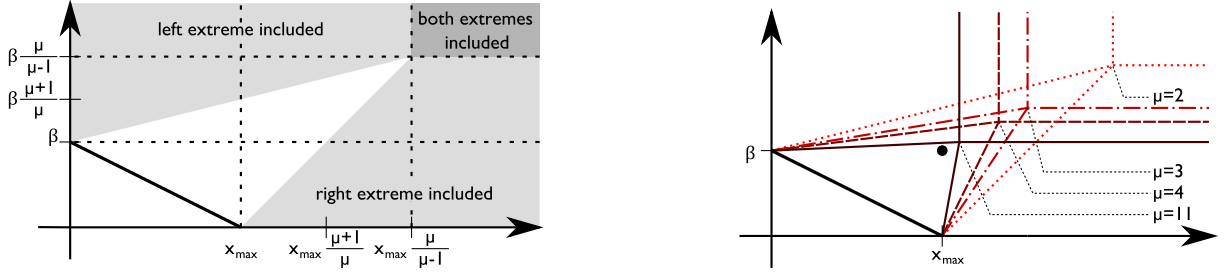 left extreme included
both extremes
included
β μ/μ-1
β μ+1/μ
β
right extreme included
x_max
x_max μ+1/μ
x_max μ/μ-1
β
μ=2
μ=3
μ=4
μ=11
x_max